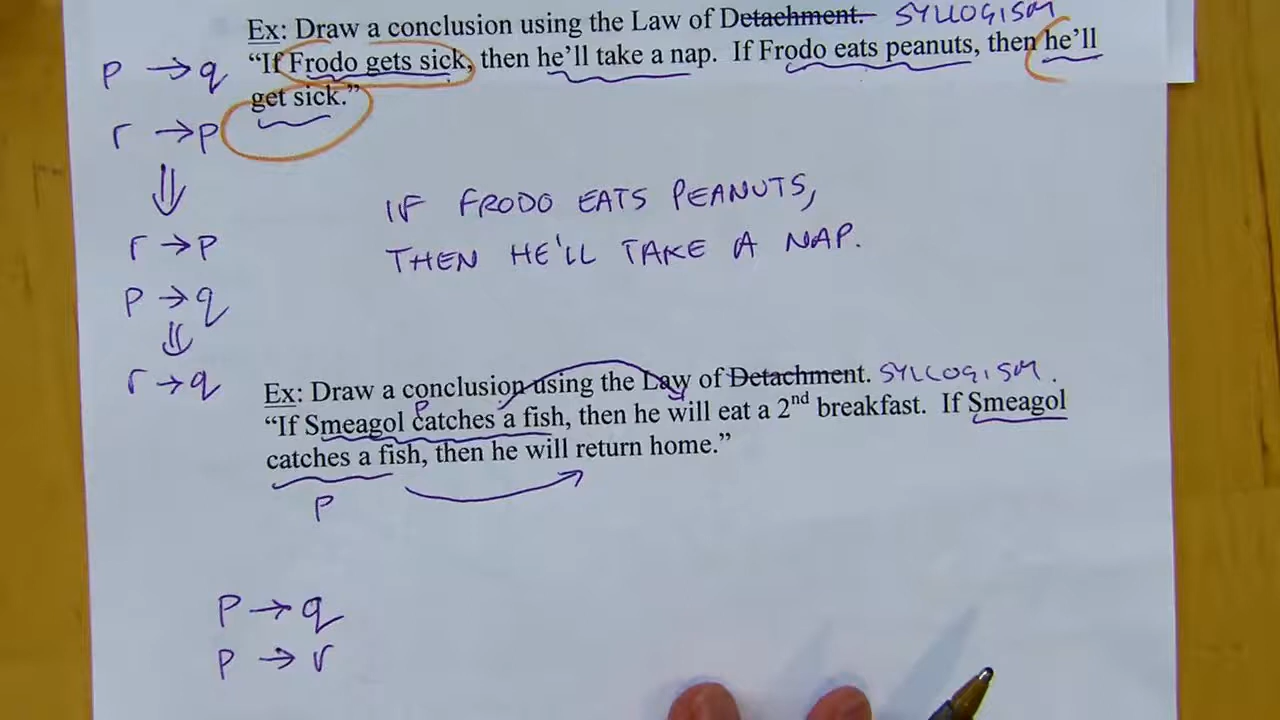 Ex: Draw a conclusion using the Law of Detachment. SYLLOGISM
"If Frodo gets sick, then he'll take a nap. If Frodo eats peanuts, then he'll
get sick."
p → q
r → p
⇓
r → p
p → q
⇓
r → q
IF FRODO EATS PEANUTS,
THEN HE'LL TAKE A NAP.
Ex: Draw a conclusion using the Law of Detachment. SYLLOGISM.
"If Smeagol catches a fish, then he will eat a 2nd breakfast. If Smeagol
p
catches a fish, then he will return home."
p
p → q
p → r